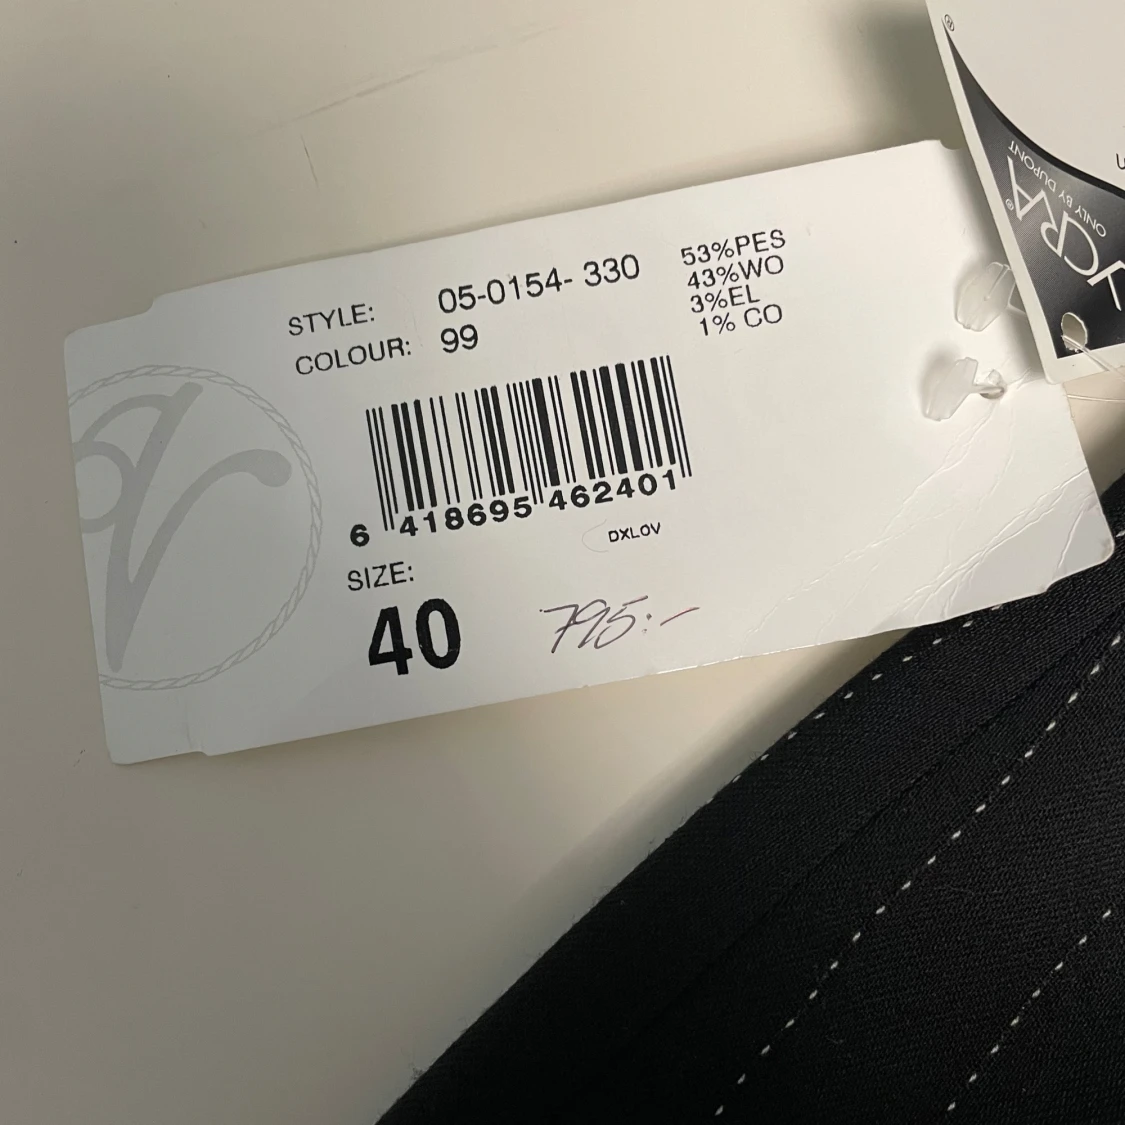 STYLE: 05-0154- 330
COLOUR: 99
53%PES
43%WO
3%EL
1% CO
6 418695 462401
DXLOV
SIZE:
40
795:-
ONLY BY DUPONT